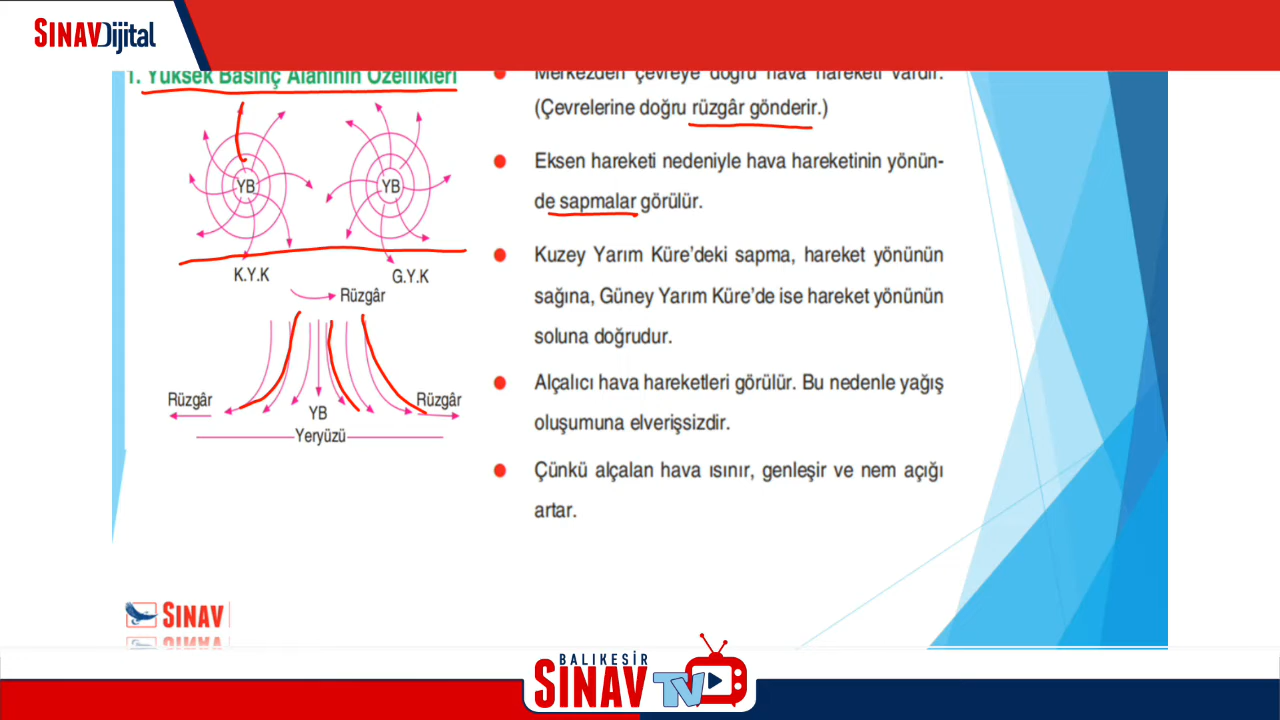 SINAV Dijital
1. Yüksek Basınç Alanının Özellikleri
Merkezden çevreye doğru hava hareketi vardır.
(Çevrelerine doğru rüzgâr gönderir.)
Eksen hareketi nedeniyle hava hareketinin yönün-
de sapmalar görülür.
Kuzey Yarım Küre’deki sapma, hareket yönünün
sağına, Güney Yarım Küre’de ise hareket yönünün
soluna doğrudur.
Alçalıcı hava hareketleri görülür. Bu nedenle yağış
oluşumuna elverişsizdir.
Çünkü alçalan hava ısınır, genleşir ve nem açığı
artar.
YB
YB
K.Y.K
G.Y.K
Rüzgâr
Rüzgâr
Rüzgâr
YB
Yeryüzü
SINAV
BALIKESİR
SINAV TV